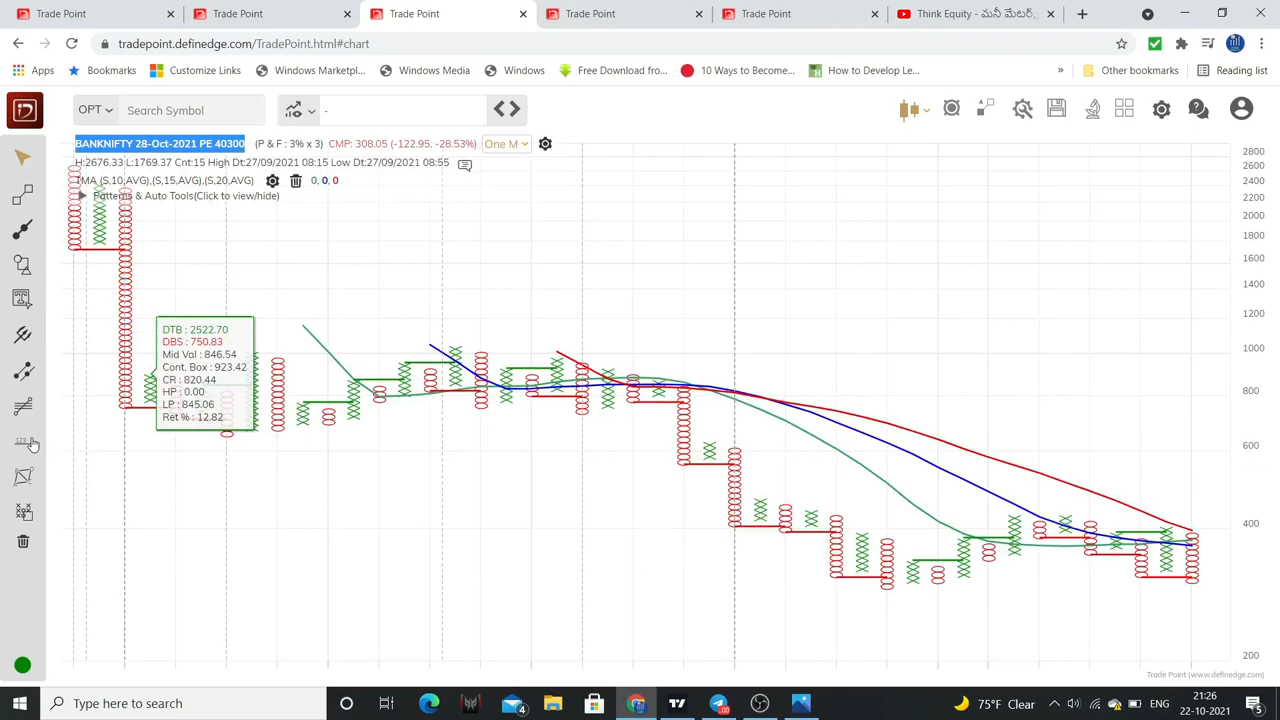 Trade Point
Trade Point
Trade Point
Trade Point
Trade Point
Think Equity - మనీ మేటర్స్
tradepoint.definedge.com/TradePoint.html#chart
Apps
Bookmarks
Customize Links
Windows Marketpl...
Windows Media
Windows
Free Download fro...
10 Ways to Become...
How to Develop Le...
»
Other bookmarks
Reading list
OPT
Search Symbol
-
BANKNIFTY 28-Oct-2021 PE 40300 (P & F : 3% x 3) CMP: 308.05 (-122.95, -28.53%) One M
H:2676.33 L:1769.37 Cnt:15 High Dt:27/09/2021 08:15 Low Dt:27/09/2021 08:55
TMA (S,10,AVG),(S,15,AVG),(S,20,AVG) 0, 0, 0
Patterns & Auto Tools(Click to view/hide)
2800
2600
2400
2200
2000
1800
1600
1400
1200
1000
800
600
400
200
DTB : 2522.70
DBS : 750.83
Mid Val : 846.54
Cont. Box : 923.42
CR : 820.44
HP : 0.00
LP : 845.06
Ret % : 12.82
123
Trade Point (www.definedge.com)
Type here to search
4
75°F Clear
ENG
21:26
22-10-2021
5